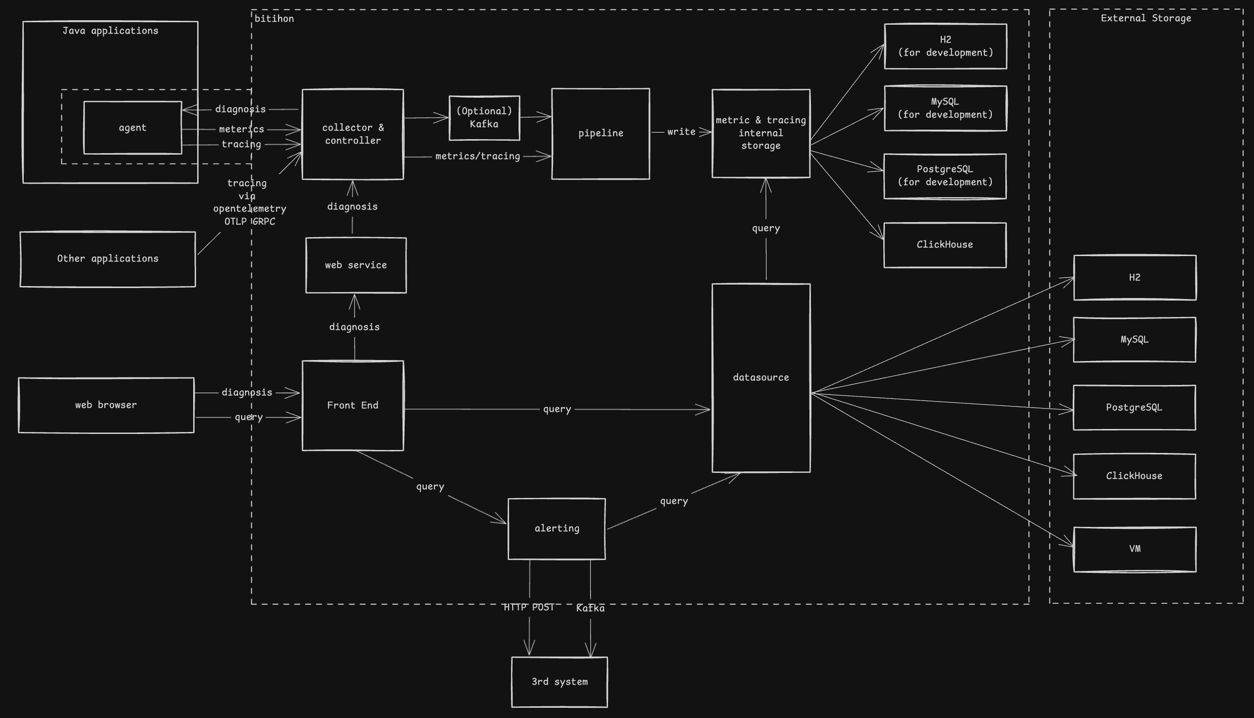 bitihon
External Storage
Java applications
H2
(for development)
agent
diagnosis
meterics
tracing
collector &
controller
(Optional)
Kafka
metrics/tracing
pipeline
write
metric & tracing
internal
storage
MySQL
(for development)
PostgreSQL
(for development)
ClickHouse
tracing
via
opentelemetry
OTLP GRPC
Other applications
diagnosis
web service
diagnosis
query
H2
MySQL
PostgreSQL
ClickHouse
VM
web browser
diagnosis
query
Front End
query
datasource
query
alerting
query
HTTP POST
Kafka
3rd system